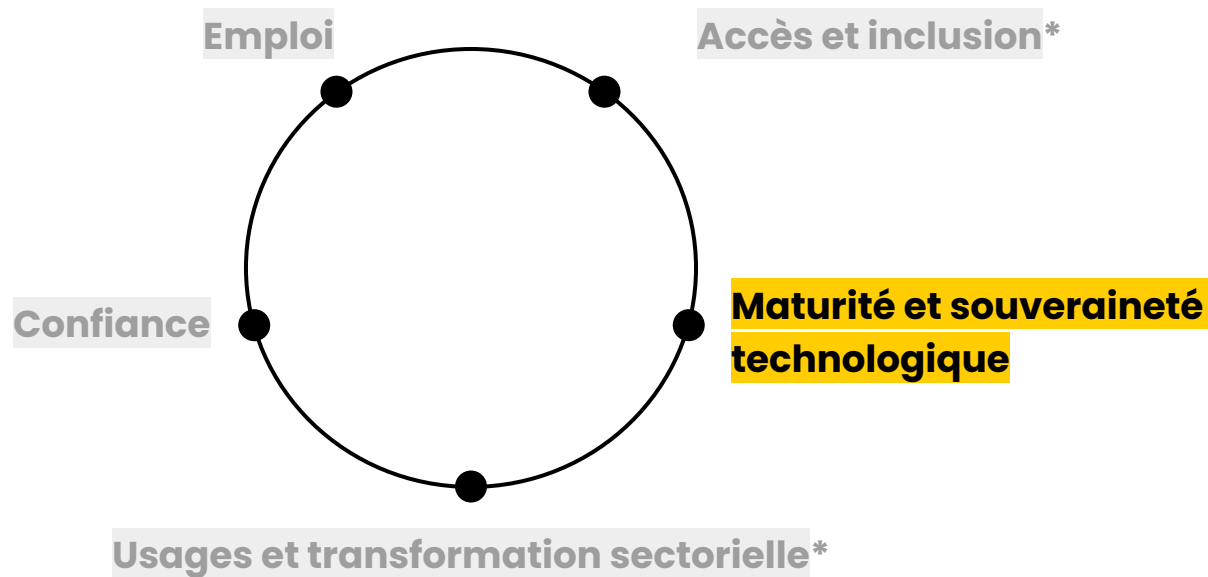 Emploi
Accès et inclusion*
Maturité et souveraineté
technologique
Confiance
Usages et transformation sectorielle*